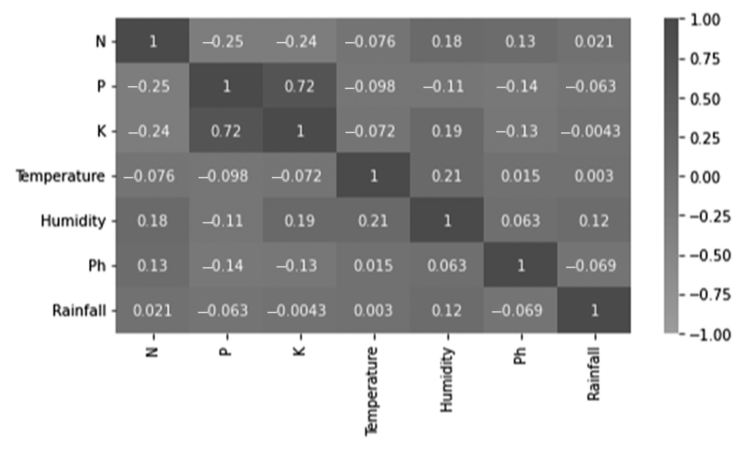 N 1 −0.25 −0.24 −0.076 0.18 0.13 0.021
P −0.25 1 0.72 −0.098 −0.11 −0.14 −0.063
K −0.24 0.72 1 −0.072 0.19 −0.13 −0.0043
Temperature −0.076 −0.098 −0.072 1 0.21 0.015 0.003
Humidity 0.18 −0.11 0.19 0.21 1 0.063 0.12
Ph 0.13 −0.14 −0.13 0.015 0.063 1 −0.069
Rainfall 0.021 −0.063 −0.0043 0.003 0.12 −0.069 1
N P K Temperature Humidity Ph Rainfall
1.00
0.75
0.50
0.25
0.00
−0.25
−0.50
−0.75
−1.00